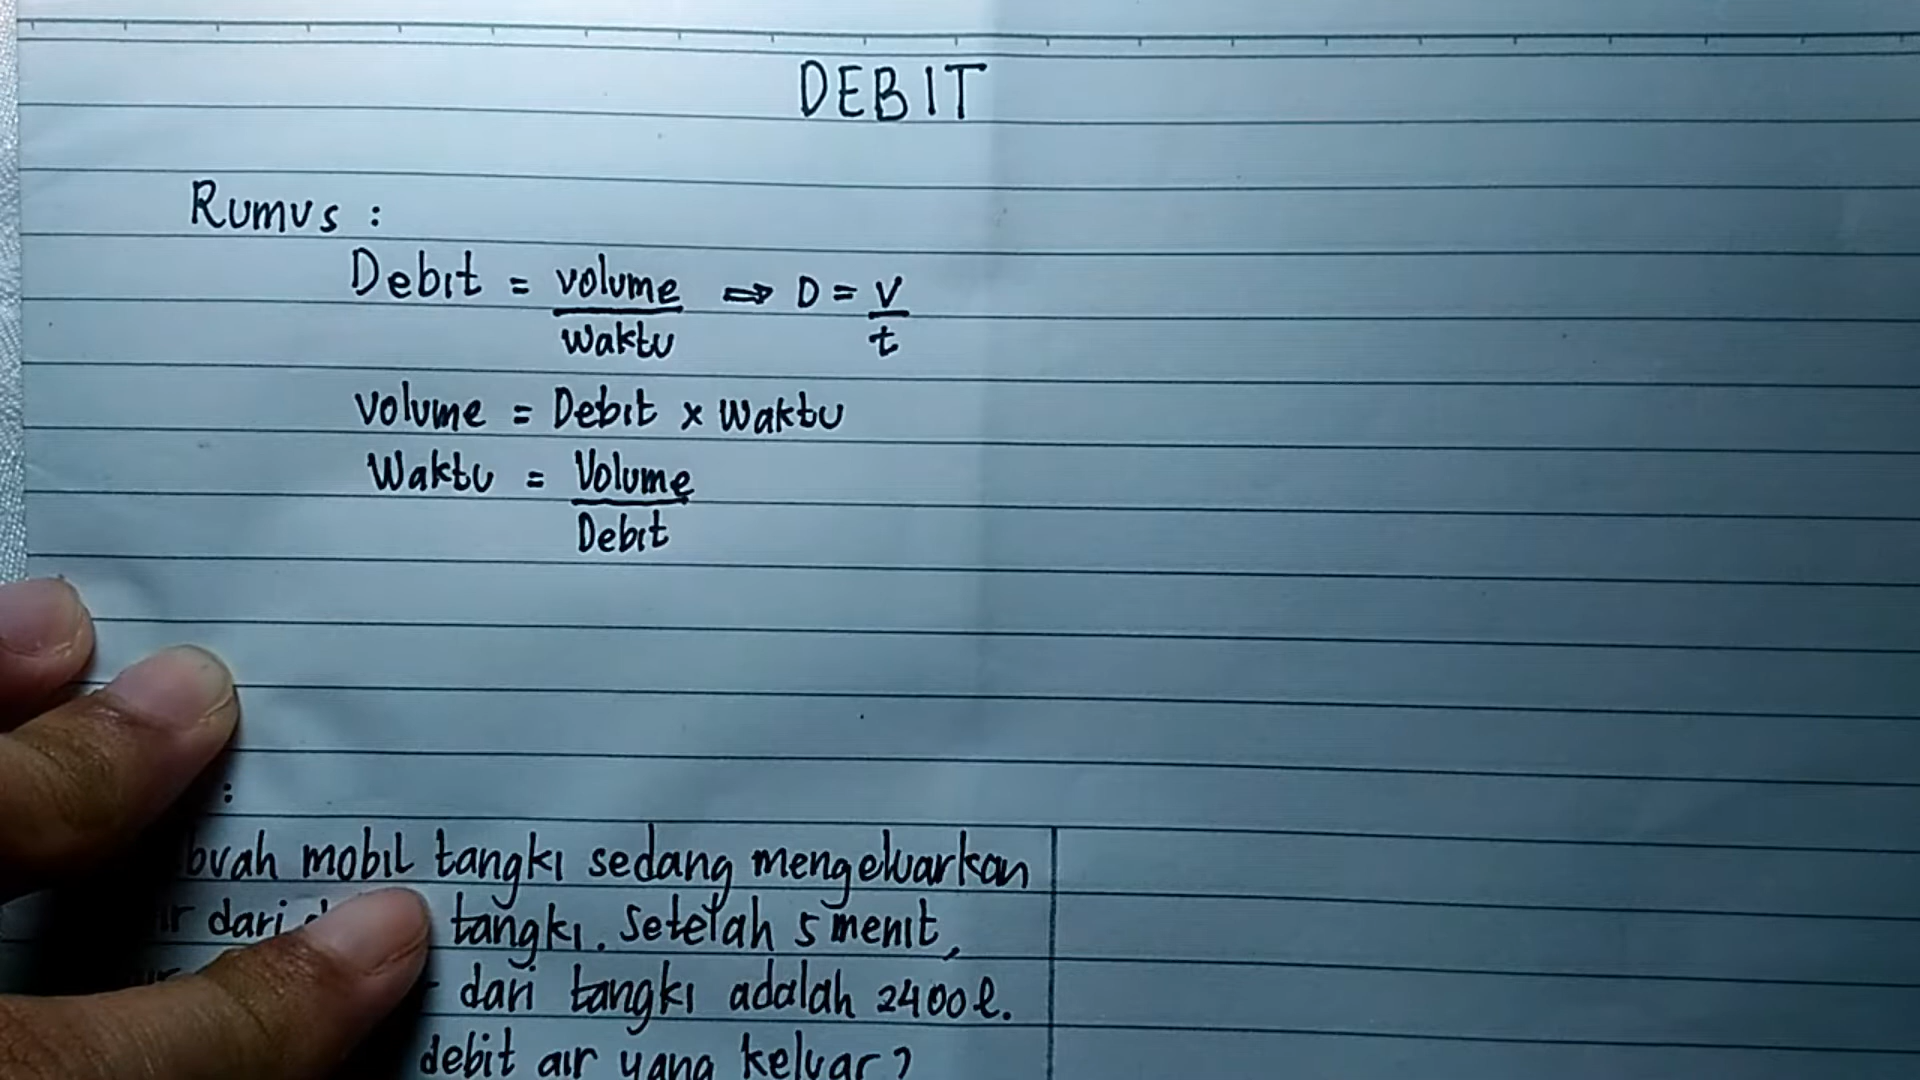 DEBIT
Rumus :
Debit = volume / waktu ⇒ D = V / t
volume = Debit x Waktu
Waktu = Volume / Debit
:
buah mobil tangki sedang mengeluarkan
r dari tangki. Setelah 5 menit,
dari tangki adalah 2400 l.
debit air yang keluar?